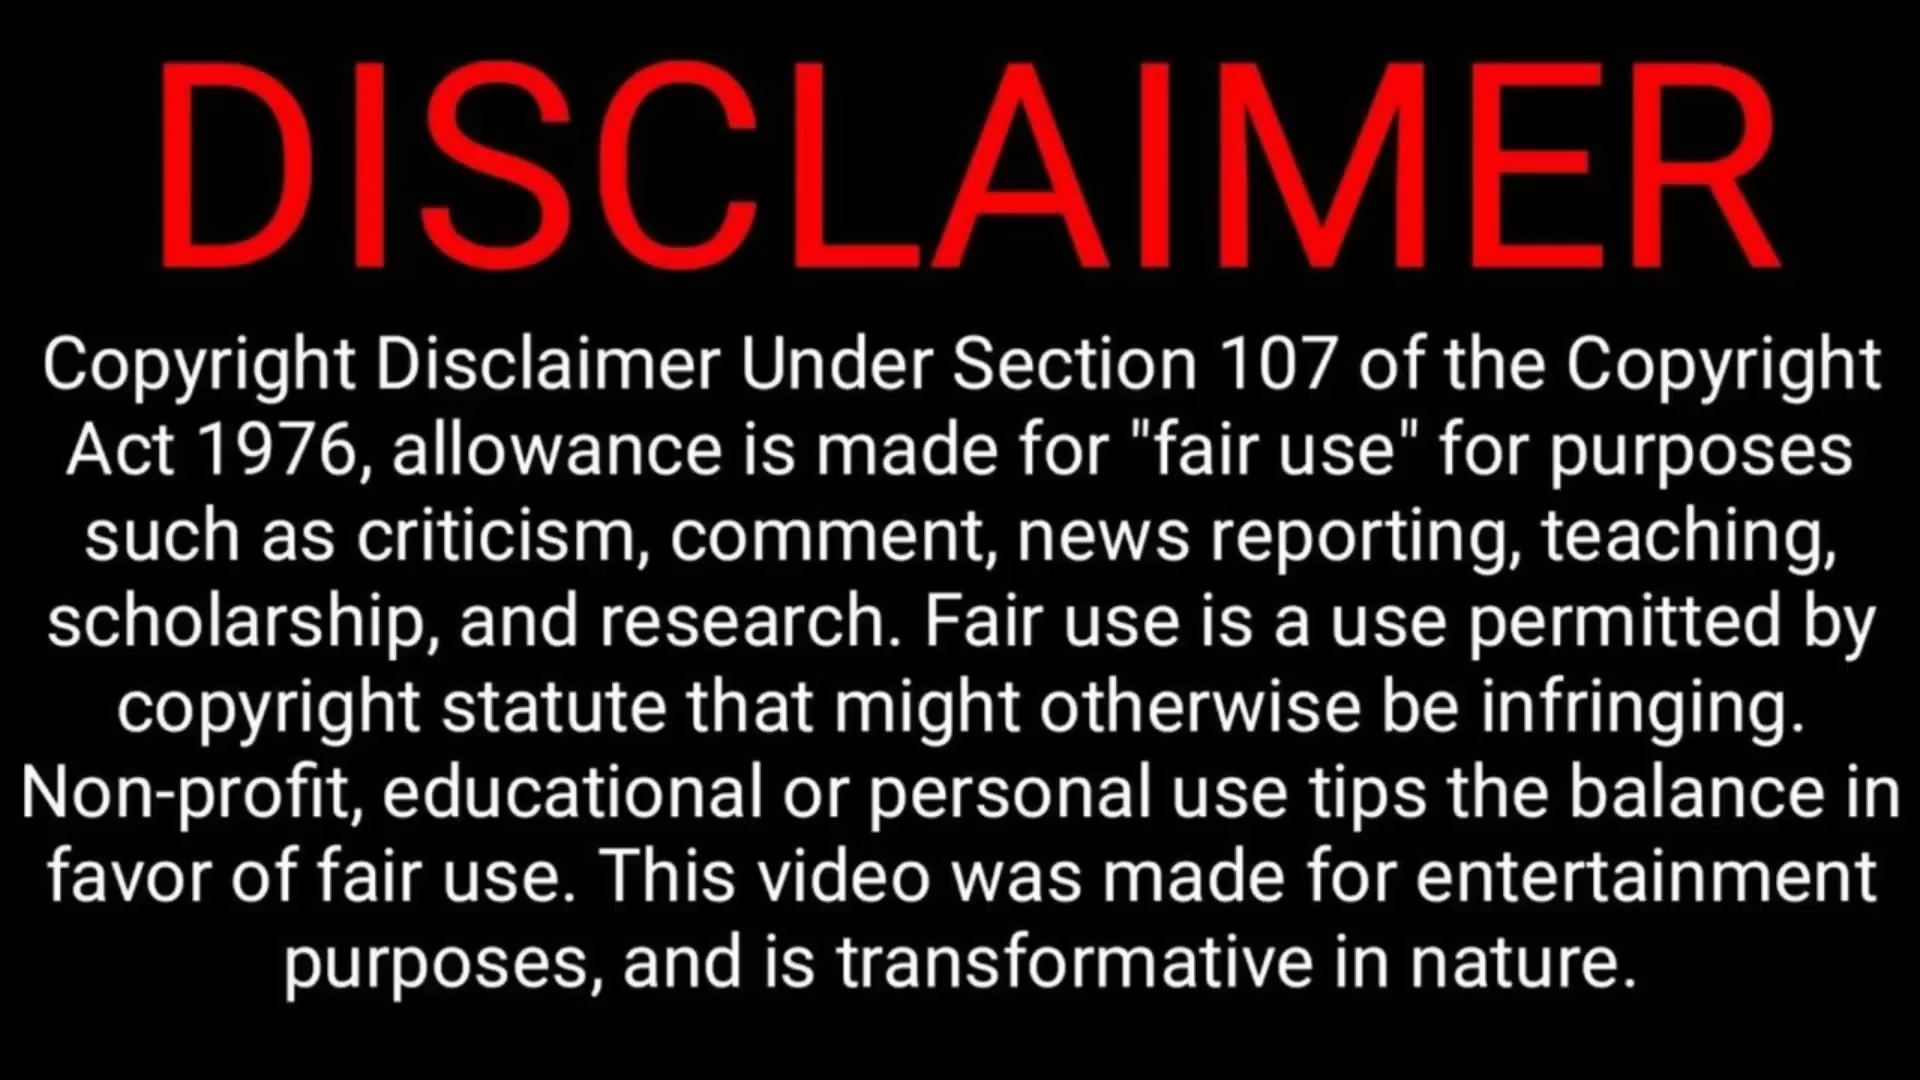 DISCLAIMER
Copyright Disclaimer Under Section 107 of the Copyright
Act 1976, allowance is made for "fair use" for purposes
such as criticism, comment, news reporting, teaching,
scholarship, and research. Fair use is a use permitted by
copyright statute that might otherwise be infringing.
Non-profit, educational or personal use tips the balance in
favor of fair use. This video was made for entertainment
purposes, and is transformative in nature.